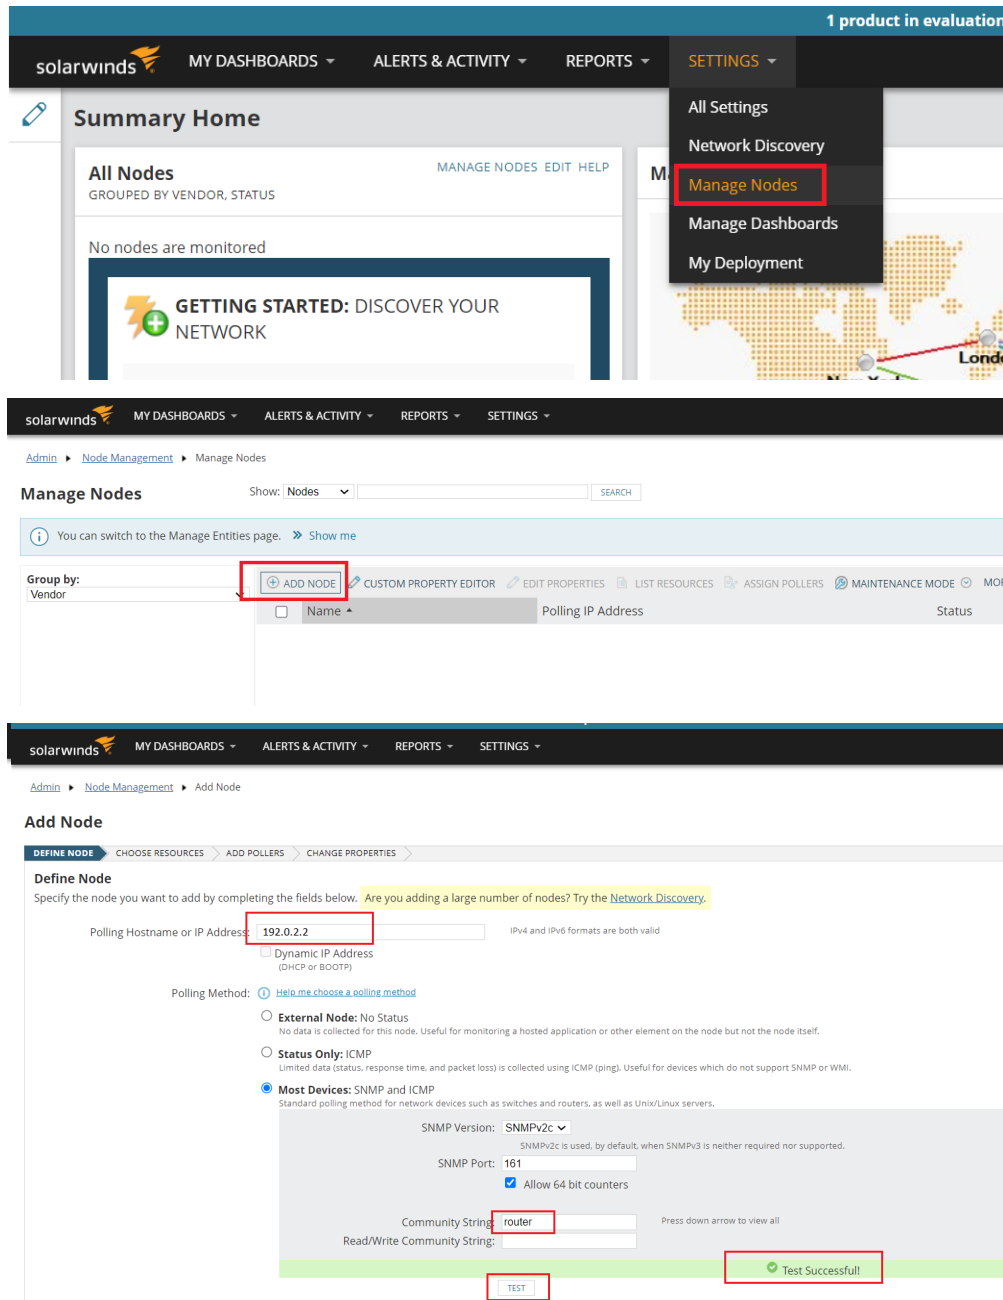 1 product in evaluation
solarwinds MY DASHBOARDS ALERTS & ACTIVITY REPORTS SETTINGS
All Settings
Network Discovery
Manage Nodes
Manage Dashboards
My Deployment
Summary Home
All Nodes MANAGE NODES EDIT HELP
GROUPED BY VENDOR, STATUS
No nodes are monitored
GETTING STARTED: DISCOVER YOUR
NETWORK
solarwinds MY DASHBOARDS ALERTS & ACTIVITY REPORTS SETTINGS
Admin Node Management Manage Nodes
Manage Nodes Show: Nodes SEARCH
You can switch to the Manage Entities page. Show me
Group by:
Vendor
ADD NODE CUSTOM PROPERTY EDITOR EDIT PROPERTIES LIST RESOURCES ASSIGN POLLERS MAINTENANCE MODE
Name Polling IP Address Status
solarwinds MY DASHBOARDS ALERTS & ACTIVITY REPORTS SETTINGS
Admin Node Management Add Node
Add Node
DEFINE NODE CHOOSE RESOURCES ADD POLLERS CHANGE PROPERTIES
Define Node
Specify the node you want to add by completing the fields below. Are you adding a large number of nodes? Try the Network Discovery.
Polling Hostname or IP Address: 192.0.2.2 IPv4 and IPv6 formats are both valid
Dynamic IP Address
(DHCP or BOOTP)
Polling Method: Help me choose a polling method
External Node: No Status
No data is collected for this node. Useful for monitoring a hosted application or other element on the node but not the node itself.
Status Only: ICMP
Limited data (status, response time, and packet loss) is collected using ICMP (ping). Useful for devices which do not support SNMP or WMI.
Most Devices: SNMP and ICMP
Standard polling method for network devices such as switches and routers, as well as Unix/Linux servers.
SNMP Version: SNMPv2c
SNMPv2c is used, by default, when SNMPv3 is neither required nor supported.
SNMP Port: 161
Allow 64 bit counters
Community String: router Press down arrow to view all
Read/Write Community String:
Test Successful!
TEST